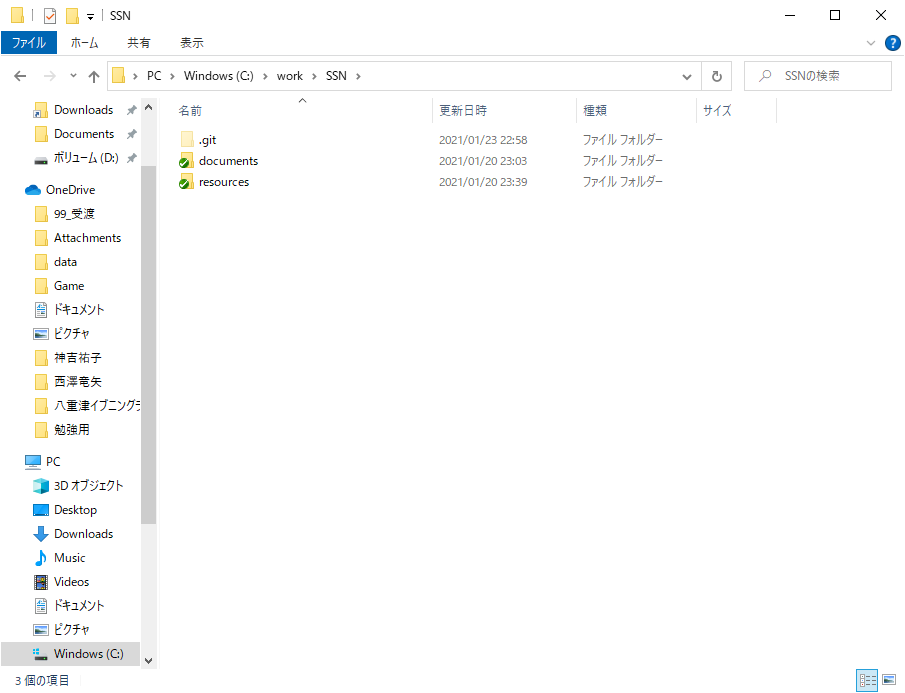 SSN
ファイル ホーム 共有 表示
PC Windows (C:) work SSN SSNの検索
名前 更新日時 種類 サイズ
.git 2021/01/23 22:58 ファイル フォルダー
documents 2021/01/20 23:03 ファイル フォルダー
resources 2021/01/20 23:39 ファイル フォルダー
Downloads
Documents
ボリューム (D:)
OneDrive
99_受渡
Attachments
data
Game
ドキュメント
ピクチャ
神吉祐子
西澤竜矢
八重津イブニングラ
勉強用
PC
3D オブジェクト
Desktop
Downloads
Music
Videos
ドキュメント
ピクチャ
Windows (C:)
3 個の項目